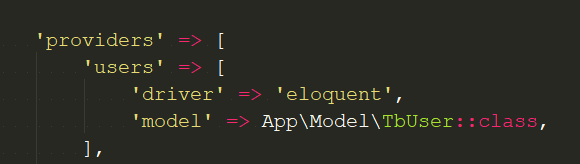 'providers' => [
'users' => [
'driver' => 'eloquent',
'model' => App\Model\TbUser::class,
],